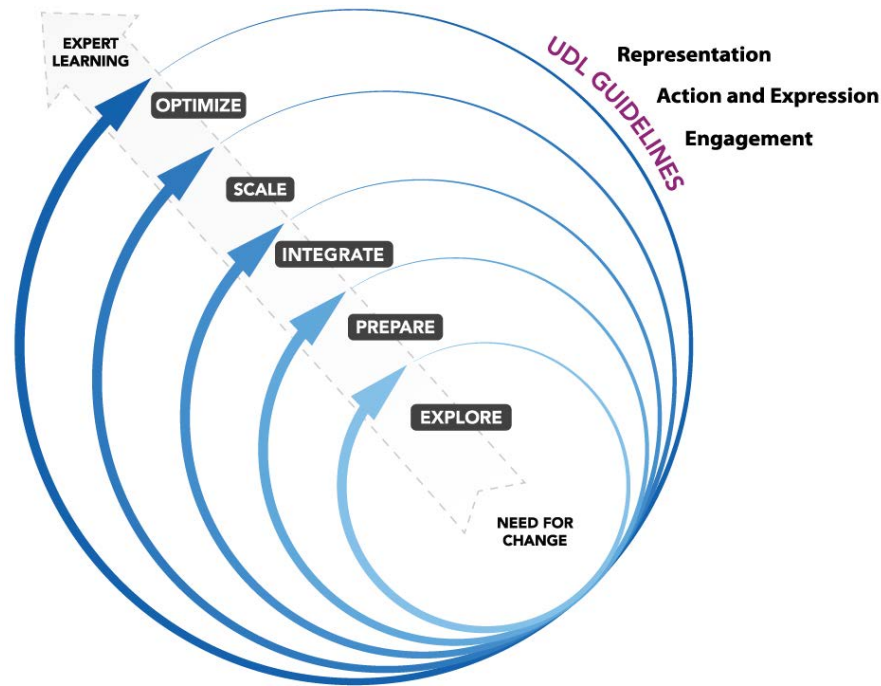 EXPERT
LEARNING
OPTIMIZE
SCALE
INTEGRATE
PREPARE
EXPLORE
NEED FOR
CHANGE
UDL GUIDELINES
Representation
Action and Expression
Engagement